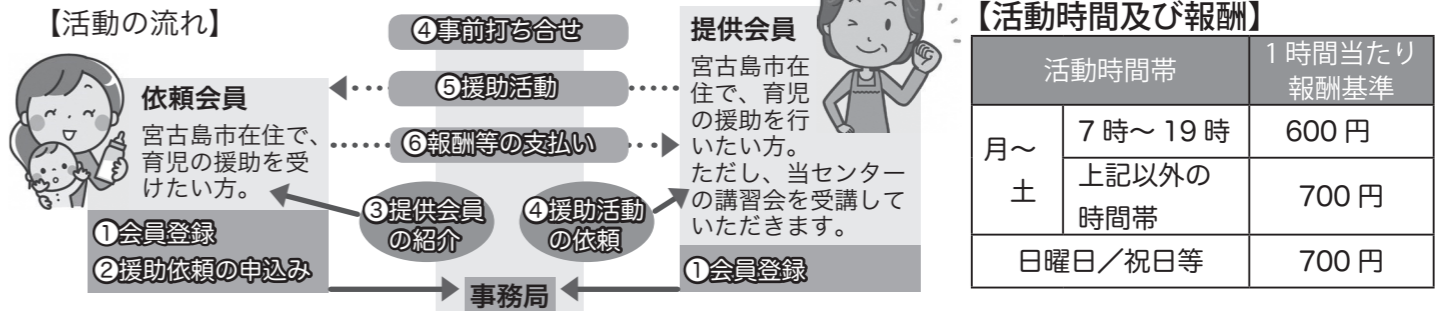 【活動の流れ】
④事前打ち合せ
⑤援助活動
⑥報酬等の支払い
依頼会員
宮古島市在住で、
育児の援助を受
けたい方。
①会員登録
②援助依頼の申込み
③提供会員
の紹介
④援助活動
の依頼
事務局
提供会員
宮古島市在
住で、育児
の援助を行
いたい方。
ただし、当センター
の講習会を受講して
いただきます。
①会員登録
【活動時間及び報酬】
活動時間帯
1時間当たり
報酬基準
月〜
土
7時〜19時
600円
上記以外の
時間帯
700円
日曜日／祝日等
700円